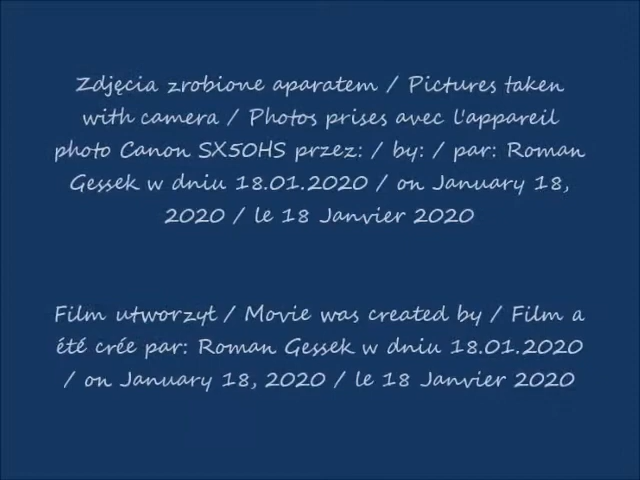 Zdjęcia zrobione aparatem / Pictures taken
with camera / Photos prises avec l'appareil
photo Canon SX50HS przez: / by: / par: Roman
Gessek w dniu 18.01.2020 / on January 18,
2020 / le 18 Janvier 2020
Film utworzył / Movie was created by / Film a
été crée par: Roman Gessek w dniu 18.01.2020
/ on January 18, 2020 / le 18 Janvier 2020